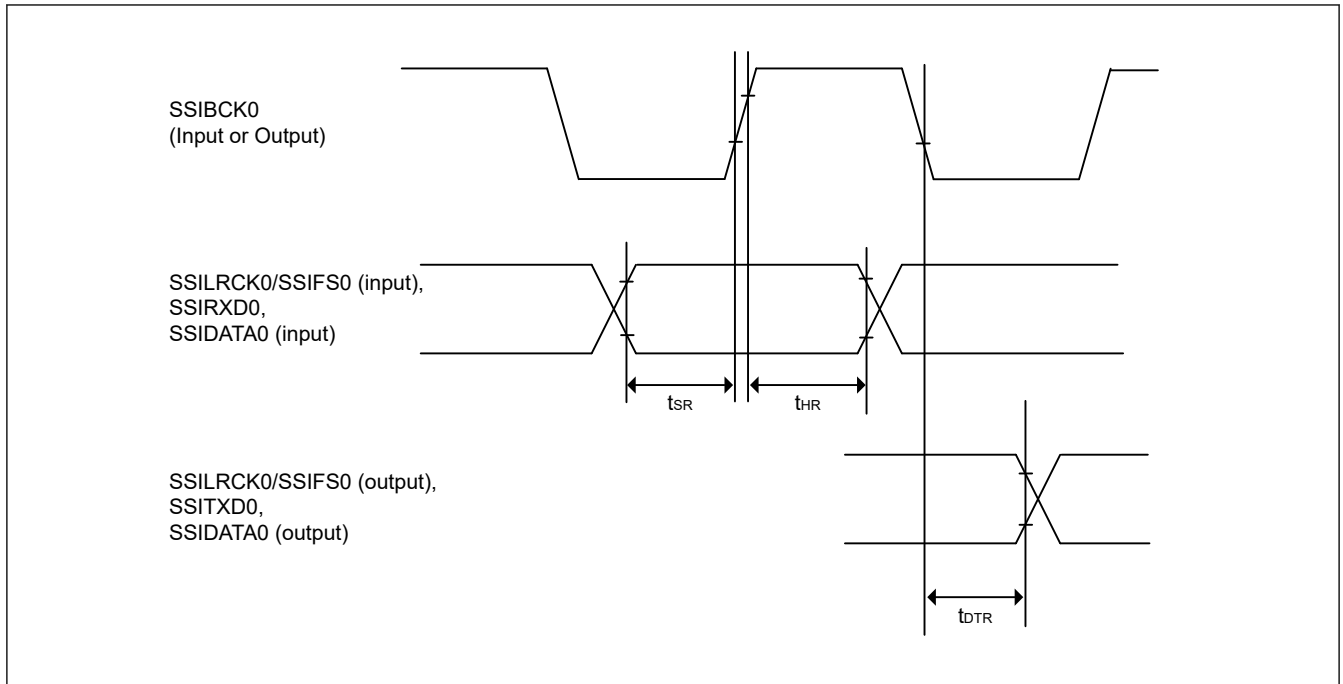 SSIBCK0
(Input or Output)
SSILRCK0/SSIFS0 (input),
SSIRXD0,
SSIDATA0 (input)
tSR
tHR
SSILRCK0/SSIFS0 (output),
SSITXD0,
SSIDATA0 (output)
tDTR